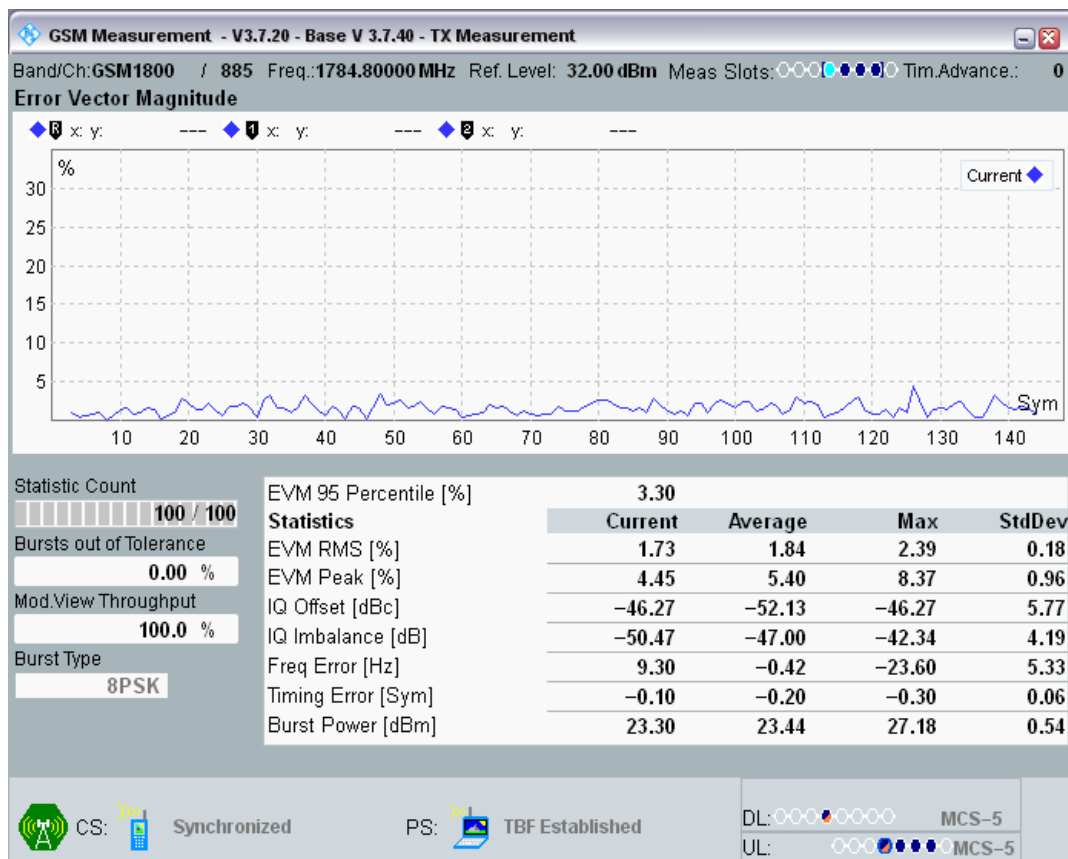 GSM Measurement - V3.7.20 - Base V 3.7.40 - TX Measurement
Band/Ch:GSM1800 / 885 Freq.:1784.80000 MHz Ref. Level: 32.00 dBm Meas Slots: Tim.Advance.: 0
Error Vector Magnitude
R x: y: --- 1 x: y: --- 2 x: y: ---
%
Current
30
25
20
15
10
5
Sym
10 20 30 40 50 60 70 80 90 100 110 120 130 140
Statistic Count
100 / 100
Bursts out of Tolerance
0.00 %
Mod.View Throughput
100.0 %
Burst Type
8PSK
EVM 95 Percentile [%] 3.30
Statistics Current Average Max StdDev
EVM RMS [%] 1.73 1.84 2.39 0.18
EVM Peak [%] 4.45 5.40 8.37 0.96
IQ Offset [dBc] −46.27 −52.13 −46.27 5.77
IQ Imbalance [dB] −50.47 −47.00 −42.34 4.19
Freq Error [Hz] 9.30 −0.42 −23.60 5.33
Timing Error [Sym] −0.10 −0.20 −0.30 0.06
Burst Power [dBm] 23.30 23.44 27.18 0.54
CS: Synchronized PS: TBF Established
DL: MCS−5
UL: MCS−5